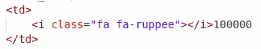 <td>
<i class="fa fa-ruppee"></i>100000
</td>